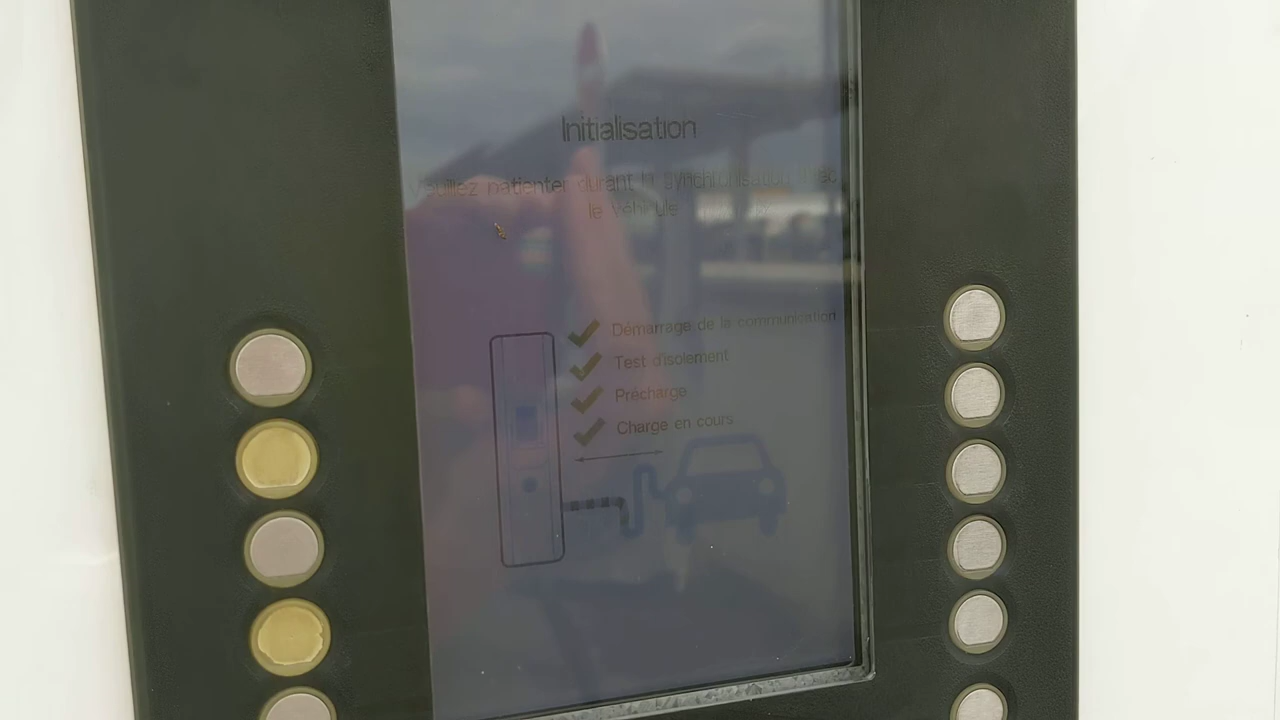 Initialisation
Veuillez patienter durant la synchronisation avec
le véhicule
Démarrage de la communication
Test d'isolement
Précharge
Charge en cours